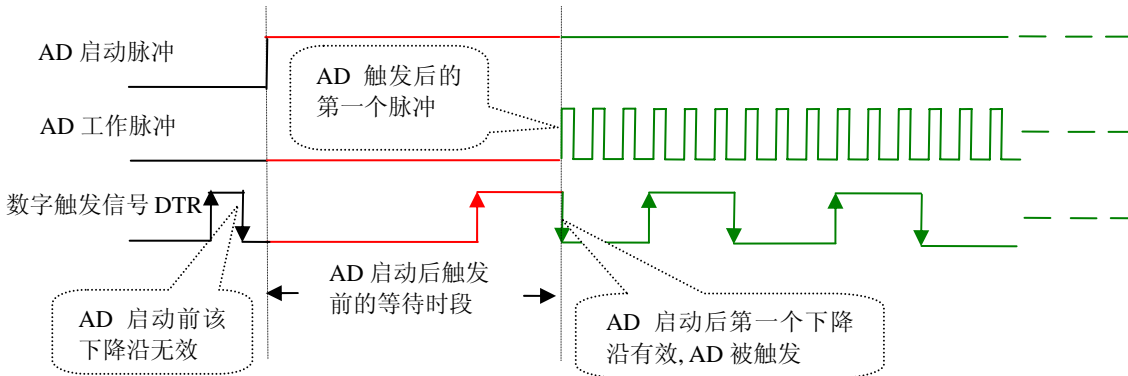 AD 启动脉冲
AD 触发后的
第一个脉冲
AD 工作脉冲
数字触发信号 DTR
AD 启动后触发
前的等待时段
AD 启动前该
下降沿无效
AD 启动后第一个下降
沿有效, AD 被触发